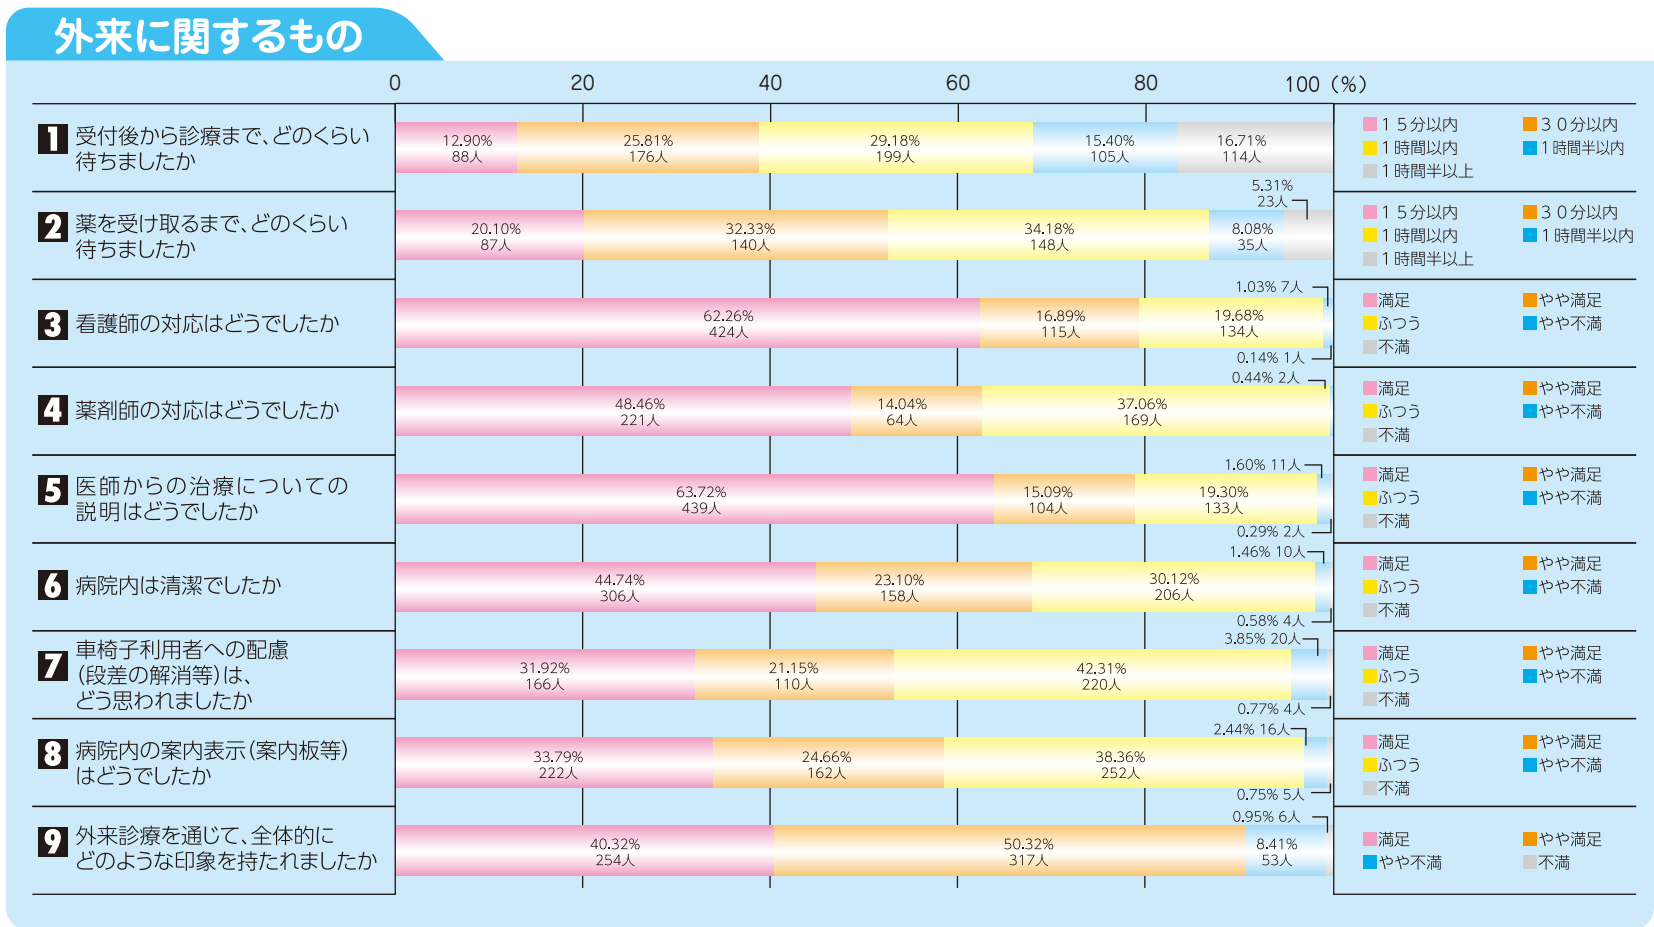 外来に関するもの
0 20 40 60 80 100 (%)
1 受付後から診療まで、どのくらい
待ちましたか
12.90% 25.81% 29.18% 15.40% 16.71%
88人 176人 199人 105人 114人
■15分以内 ■30分以内
■1時間以内 ■1時間半以内
■1時間半以上
2 薬を受け取るまで、どのくらい
待ちましたか
5.31%
23人
20.10% 32.33% 34.18% 8.08%
87人 140人 148人 35人
■15分以内 ■30分以内
■1時間以内 ■1時間半以内
■1時間半以上
3 看護師の対応はどうでしたか
1.03% 7人
62.26% 16.89% 19.68%
424人 115人 134人
0.14% 1人
■満足 ■やや満足
■ふつう ■やや不満
■不満
4 薬剤師の対応はどうでしたか
0.44% 2人
48.46% 14.04% 37.06%
221人 64人 169人
■満足 ■やや満足
■ふつう ■やや不満
■不満
5 医師からの治療についての
説明はどうでしたか
1.60% 11人
63.72% 15.09% 19.30%
439人 104人 133人
0.29% 2人
■満足 ■やや満足
■ふつう ■やや不満
■不満
6 病院内は清潔でしたか
1.46% 10人
44.74% 23.10% 30.12%
306人 158人 206人
0.58% 4人
■満足 ■やや満足
■ふつう ■やや不満
■不満
7 車椅子利用者への配慮
(段差の解消等)は、
どう思われましたか
3.85% 20人
31.92% 21.15% 42.31%
166人 110人 220人
0.77% 4人
■満足 ■やや満足
■ふつう ■やや不満
■不満
8 病院内の案内表示(案内板等)
はどうでしたか
2.44% 16人
33.79% 24.66% 38.36%
222人 162人 252人
0.75% 5人
■満足 ■やや満足
■ふつう ■やや不満
■不満
9 外来診療を通じて、全体的に
どのような印象を持たれましたか
0.95% 6人
40.32% 50.32% 8.41%
254人 317人 53人
■満足 ■やや満足
■やや不満 ■不満